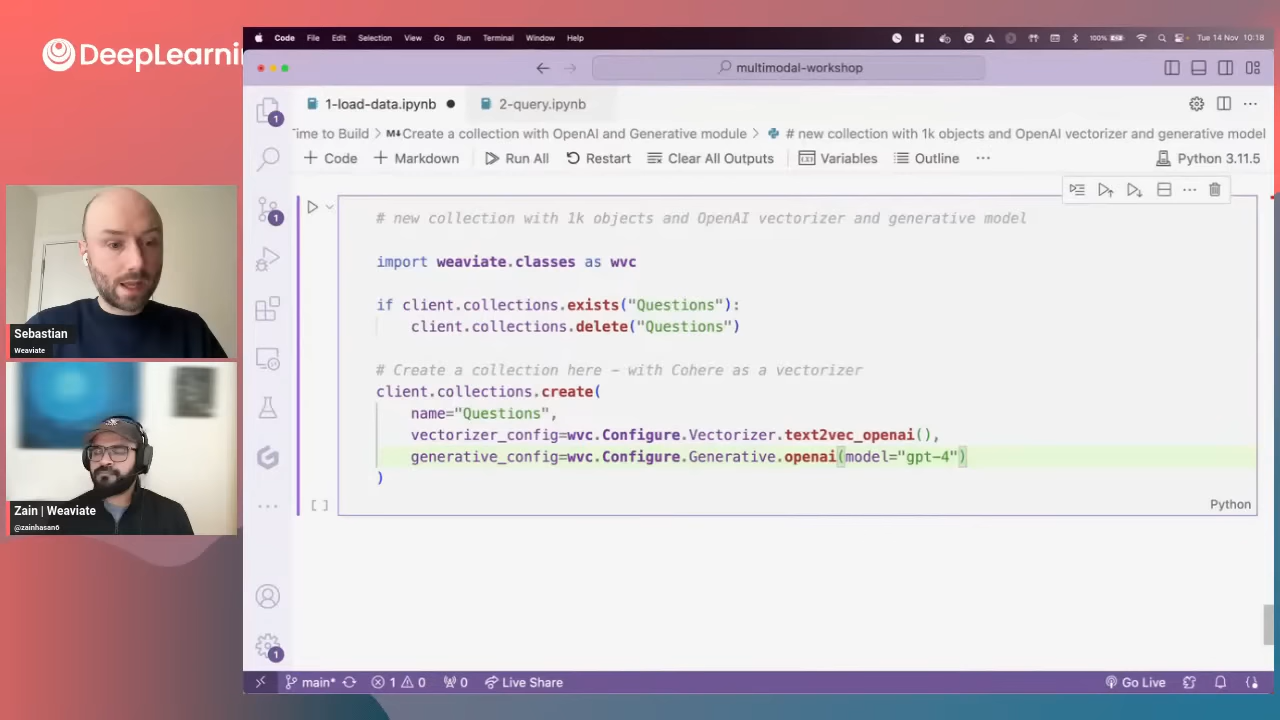 DeepLearnin
Code File Edit Selection View Go Run Terminal Window Help 100% Tue 14 Nov 10:18
multimodal-workshop
1-load-data.ipynb 2-query.ipynb
Time to Build > M↓Create a collection with OpenAI and Generative module > # new collection with 1k objects and OpenAI vectorizer and generative model
+ Code + Markdown Run All Restart Clear All Outputs Variables Outline ... Python 3.11.5
# new collection with 1k objects and OpenAI vectorizer and generative model
import weaviate.classes as wvc
if client.collections.exists("Questions"):
client.collections.delete("Questions")
# Create a collection here – with Cohere as a vectorizer
client.collections.create(
name="Questions",
vectorizer_config=wvc.Configure.Vectorizer.text2vec_openai(),
generative_config=wvc.Configure.Generative.openai(model="gpt-4")
)
[ ] Python
1
1
1
main* 1 0 0 Live Share Go Live
Sebastian
Weaviate
Zain | Weaviate
@zainhasan6